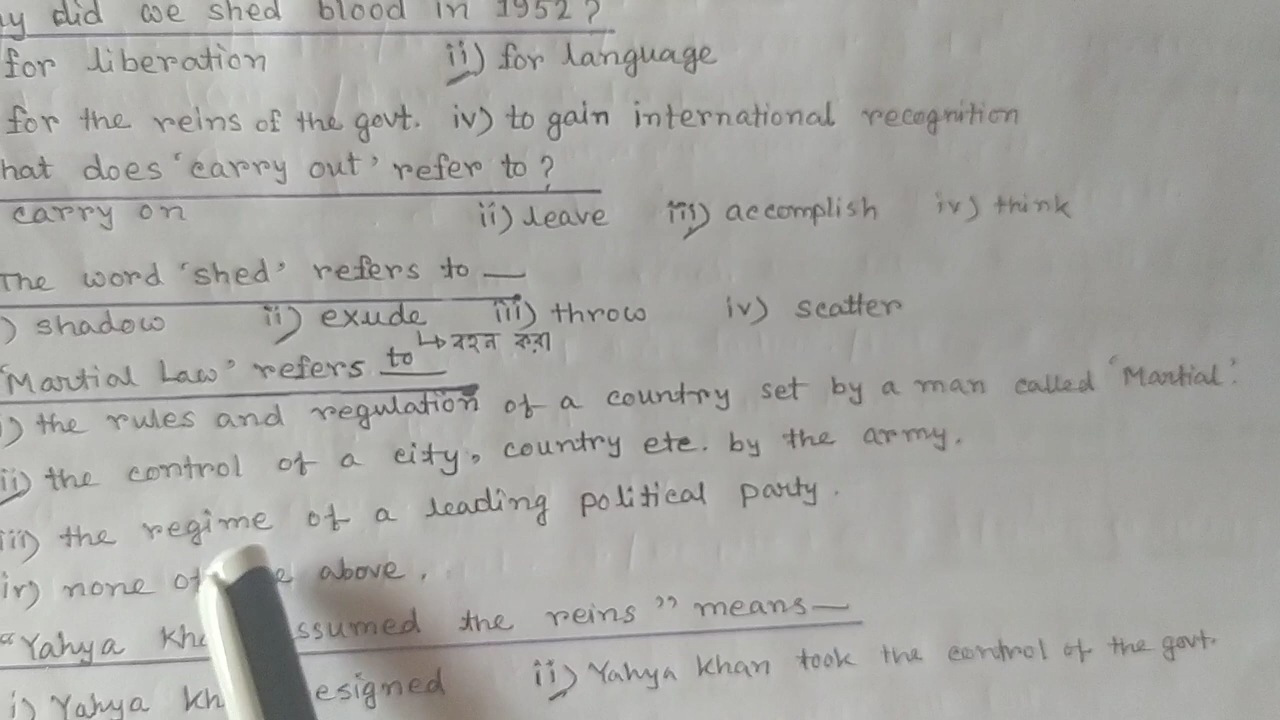 did we shed blood in 1952?
for liberation ii) for language
for the reins of the govt. iv) to gain international recognition
hat does 'carry out' refer to?
carry on ii) leave iii) accomplish iv) think
The word 'shed' refers to —
) shadow ii) exude iii) throw iv) scatter
'Martial Law' refers to
i) the rules and regulation of a country set by a man called 'Martial'.
ii) the control of a city, country etc. by the army.
iii) the regime of a leading political party.
iv) none of above.
"Yahya ssumed the reins" means—
i) Yahya esigned ii) Yahya Khan took the control of the govt.